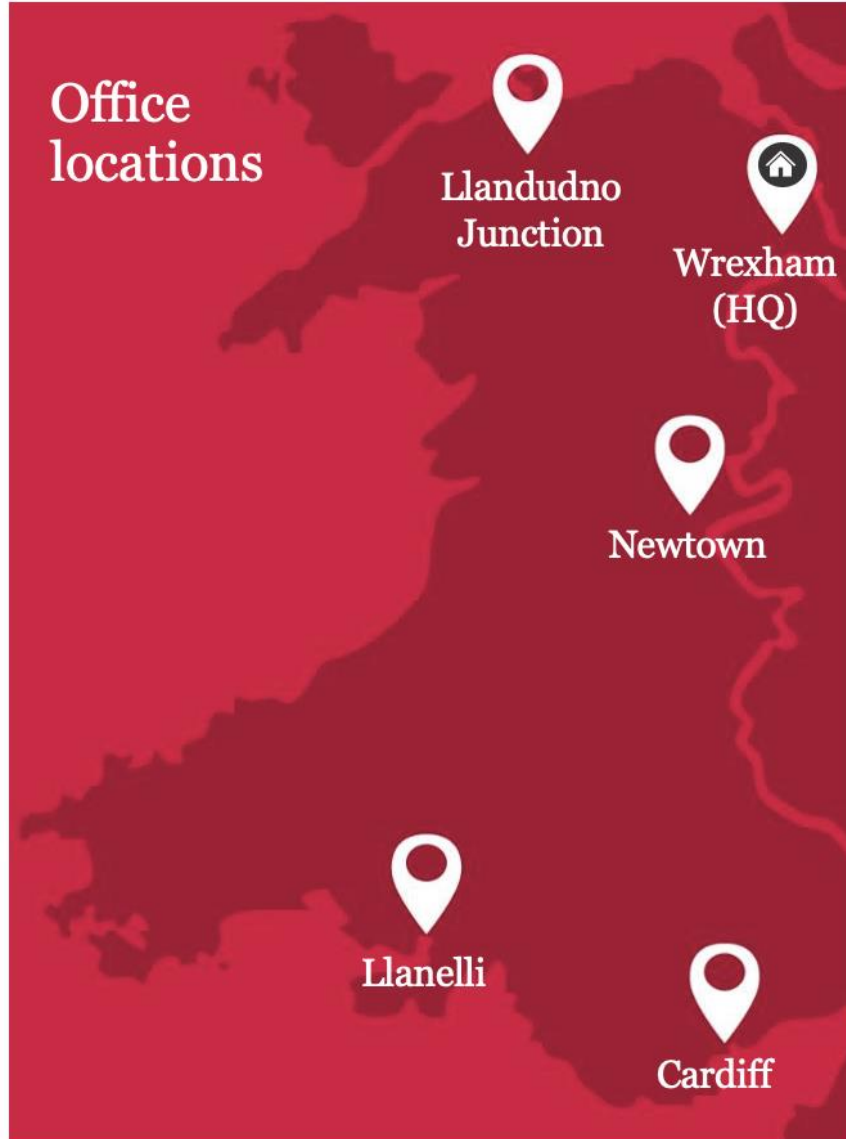 Office
locations
Llandudno
Junction
Wrexham
(HQ)
Newtown
Llanelli
Cardiff